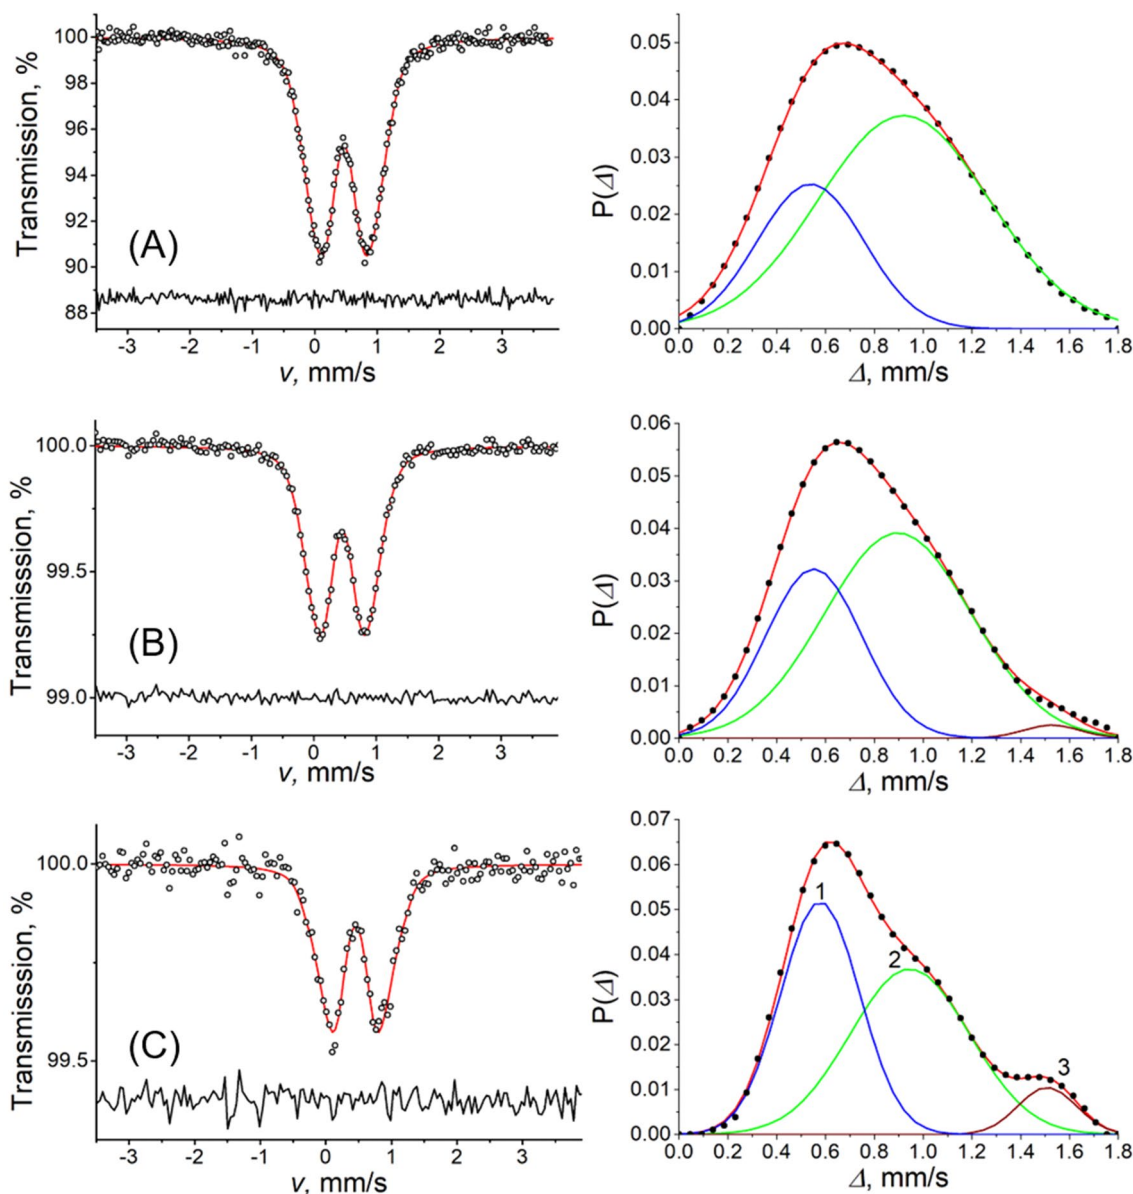 Transmission, %
100
98
96
94
92
90
88
(A)
-3 -2 -1 0 1 2 3
v, mm/s
P(Δ)
0.05
0.04
0.03
0.02
0.01
0.00
0.0 0.2 0.4 0.6 0.8 1.0 1.2 1.4 1.6 1.8
Δ, mm/s
Transmisssion, %
100.0
99.5
99.0
(B)
-3 -2 -1 0 1 2 3
v, mm/s
P(Δ)
0.06
0.05
0.04
0.03
0.02
0.01
0.00
0.0 0.2 0.4 0.6 0.8 1.0 1.2 1.4 1.6 1.8
Δ, mm/s
Transmisssion, %
100.0
99.5
(C)
-3 -2 -1 0 1 2 3
v, mm/s
P(Δ)
0.07
0.06
0.05
0.04
0.03
0.02
0.01
0.00
1
2
3
0.0 0.2 0.4 0.6 0.8 1.0 1.2 1.4 1.6 1.8
Δ, mm/s